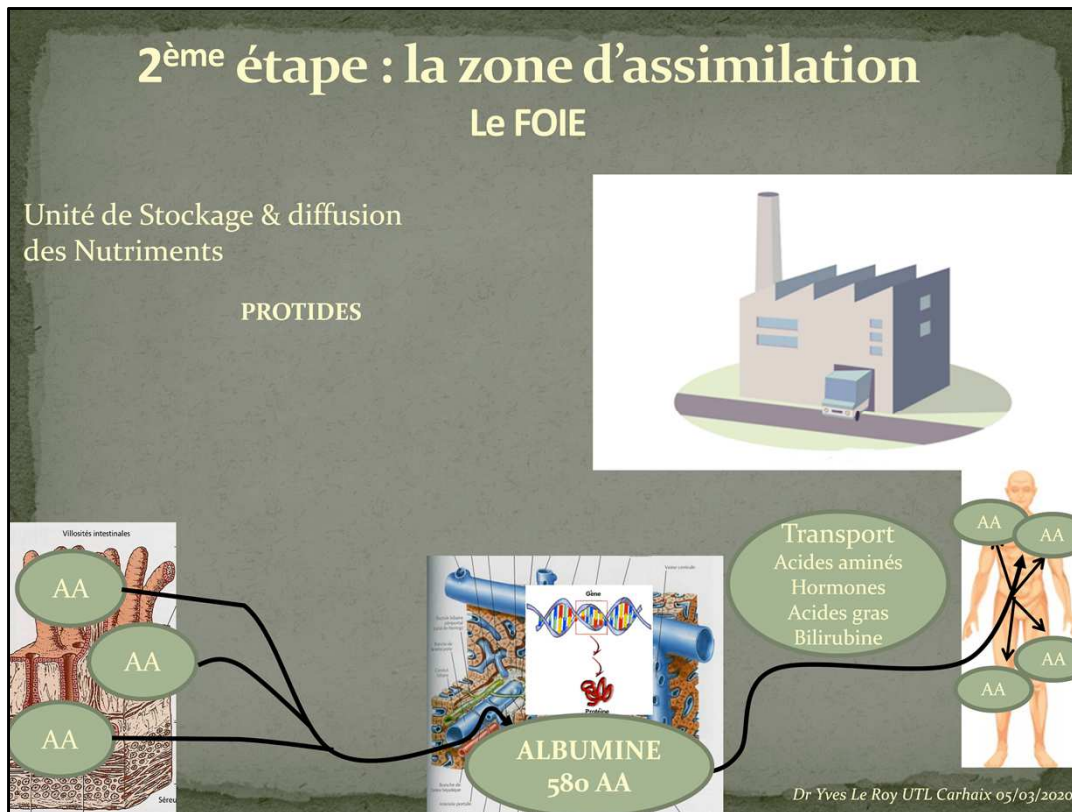 2ème étape : la zone d’assimilation
Le FOIE
Unité de Stockage & diffusion
des Nutriments
PROTIDES
Villosités intestinales
AA
AA
AA
Séreu
Gène
Protéine
ALBUMINE
580 AA
Transport
Acides aminés
Hormones
Acides gras
Bilirubine
AA
AA
AA
AA
Dr Yves Le Roy UTL Carhaix 05/03/2020